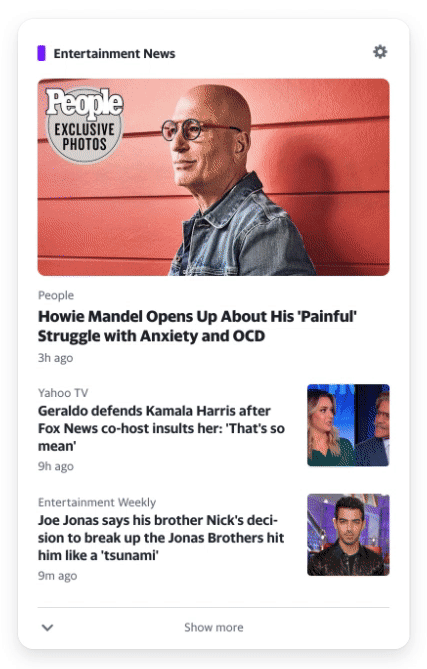 Entertainment News
People
EXCLUSIVE
PHOTOS
People
Howie Mandel Opens Up About His 'Painful'
Struggle with Anxiety and OCD
3h ago
Yahoo TV
Geraldo defends Kamala Harris after
Fox News co-host insults her: 'That's so
mean'
9h ago
Entertainment Weekly
Joe Jonas says his brother Nick's deci-
sion to break up the Jonas Brothers hit
him like a 'tsunami'
9m ago
Show more